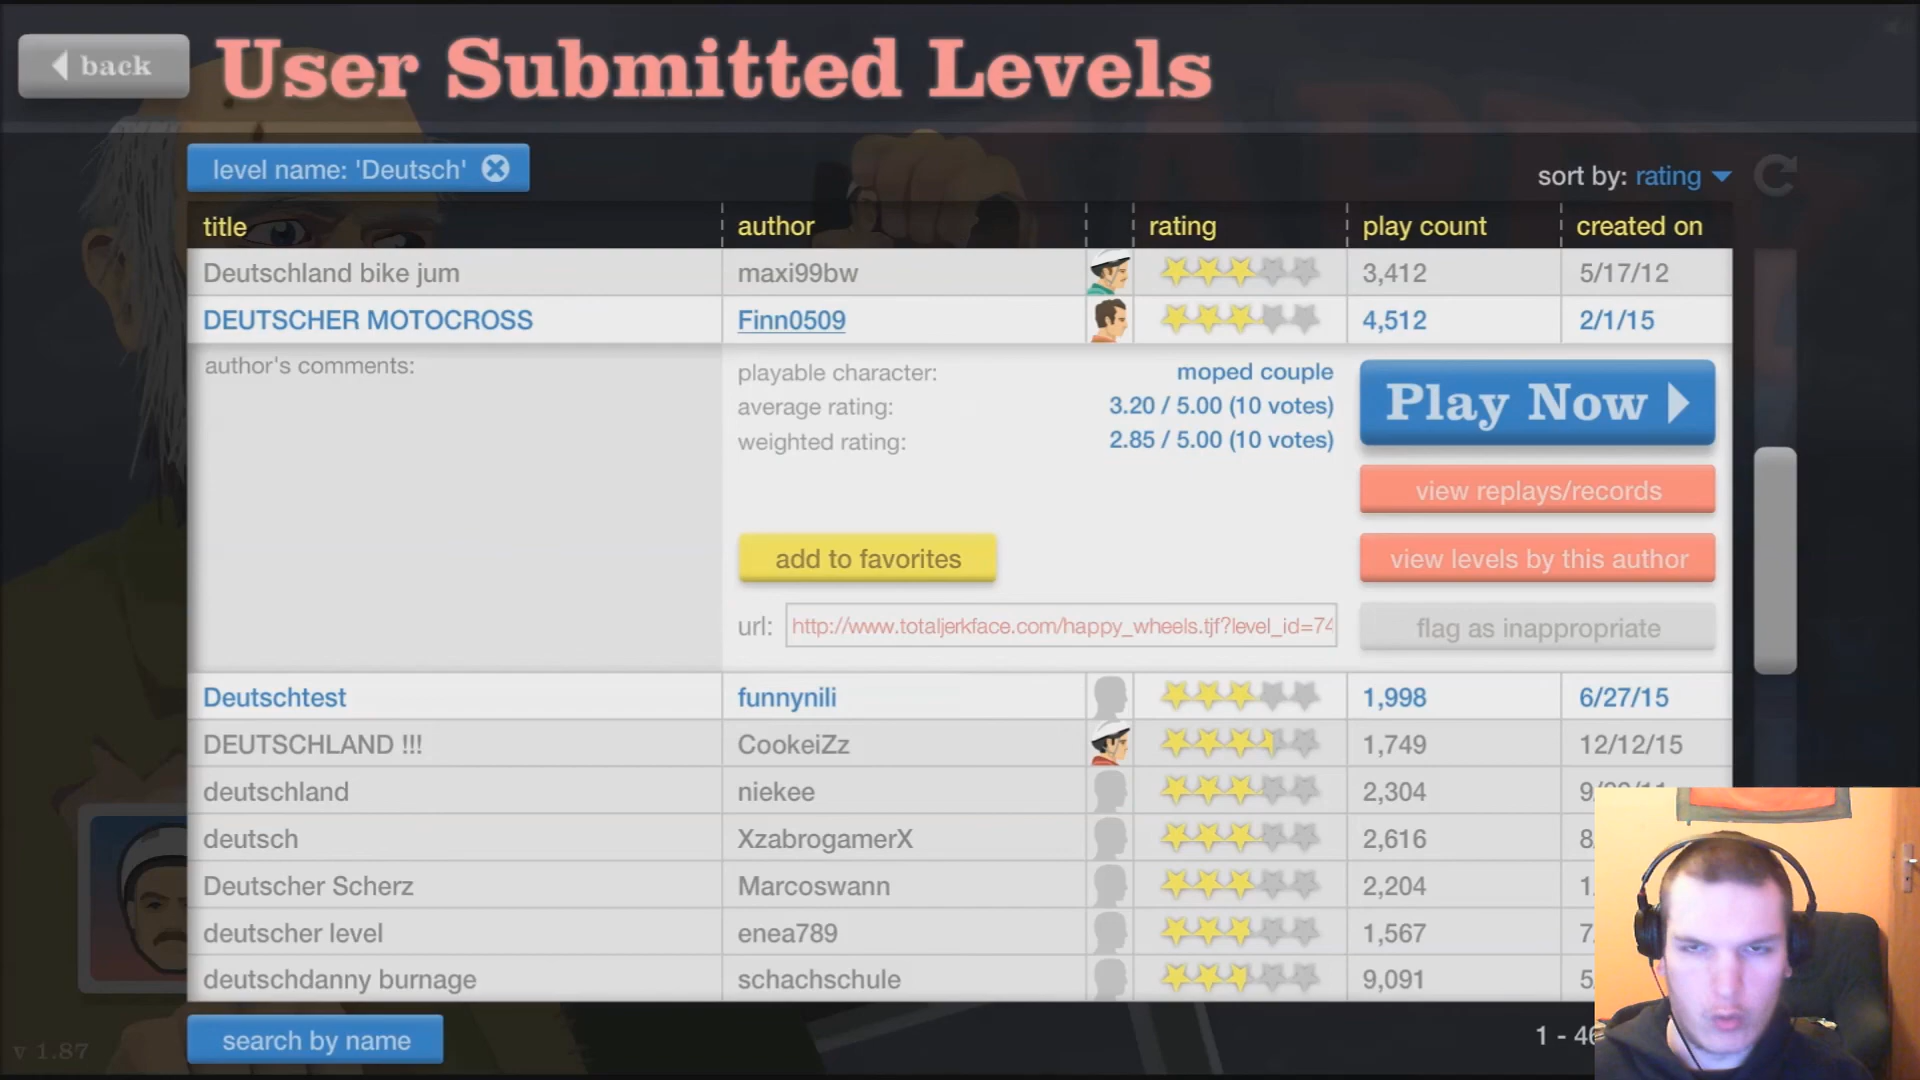 back
User Submitted Levels
level name: 'Deutsch'
sort by: rating
title author rating play count created on
Deutschland bike jum maxi99bw 3,412 5/17/12
DEUTSCHER MOTOCROSS Finn0509 4,512 2/1/15
author's comments:
playable character: moped couple
average rating: 3.20 / 5.00 (10 votes)
weighted rating: 2.85 / 5.00 (10 votes)
Play Now
view replays/records
add to favorites
view levels by this author
url: http://www.totaljerkface.com/happy_wheels.tjf?level_id=74
flag as inappropriate
Deutschtest funnynili 1,998 6/27/15
DEUTSCHLAND !!! CookeiZz 1,749 12/12/15
deutschland niekee 2,304
deutsch XzabrogamerX 2,616
Deutscher Scherz Marcoswann 2,204
deutscher level enea789 1,567
deutschdanny burnage schachschule 9,091
search by name
1 - 46
v 1.87